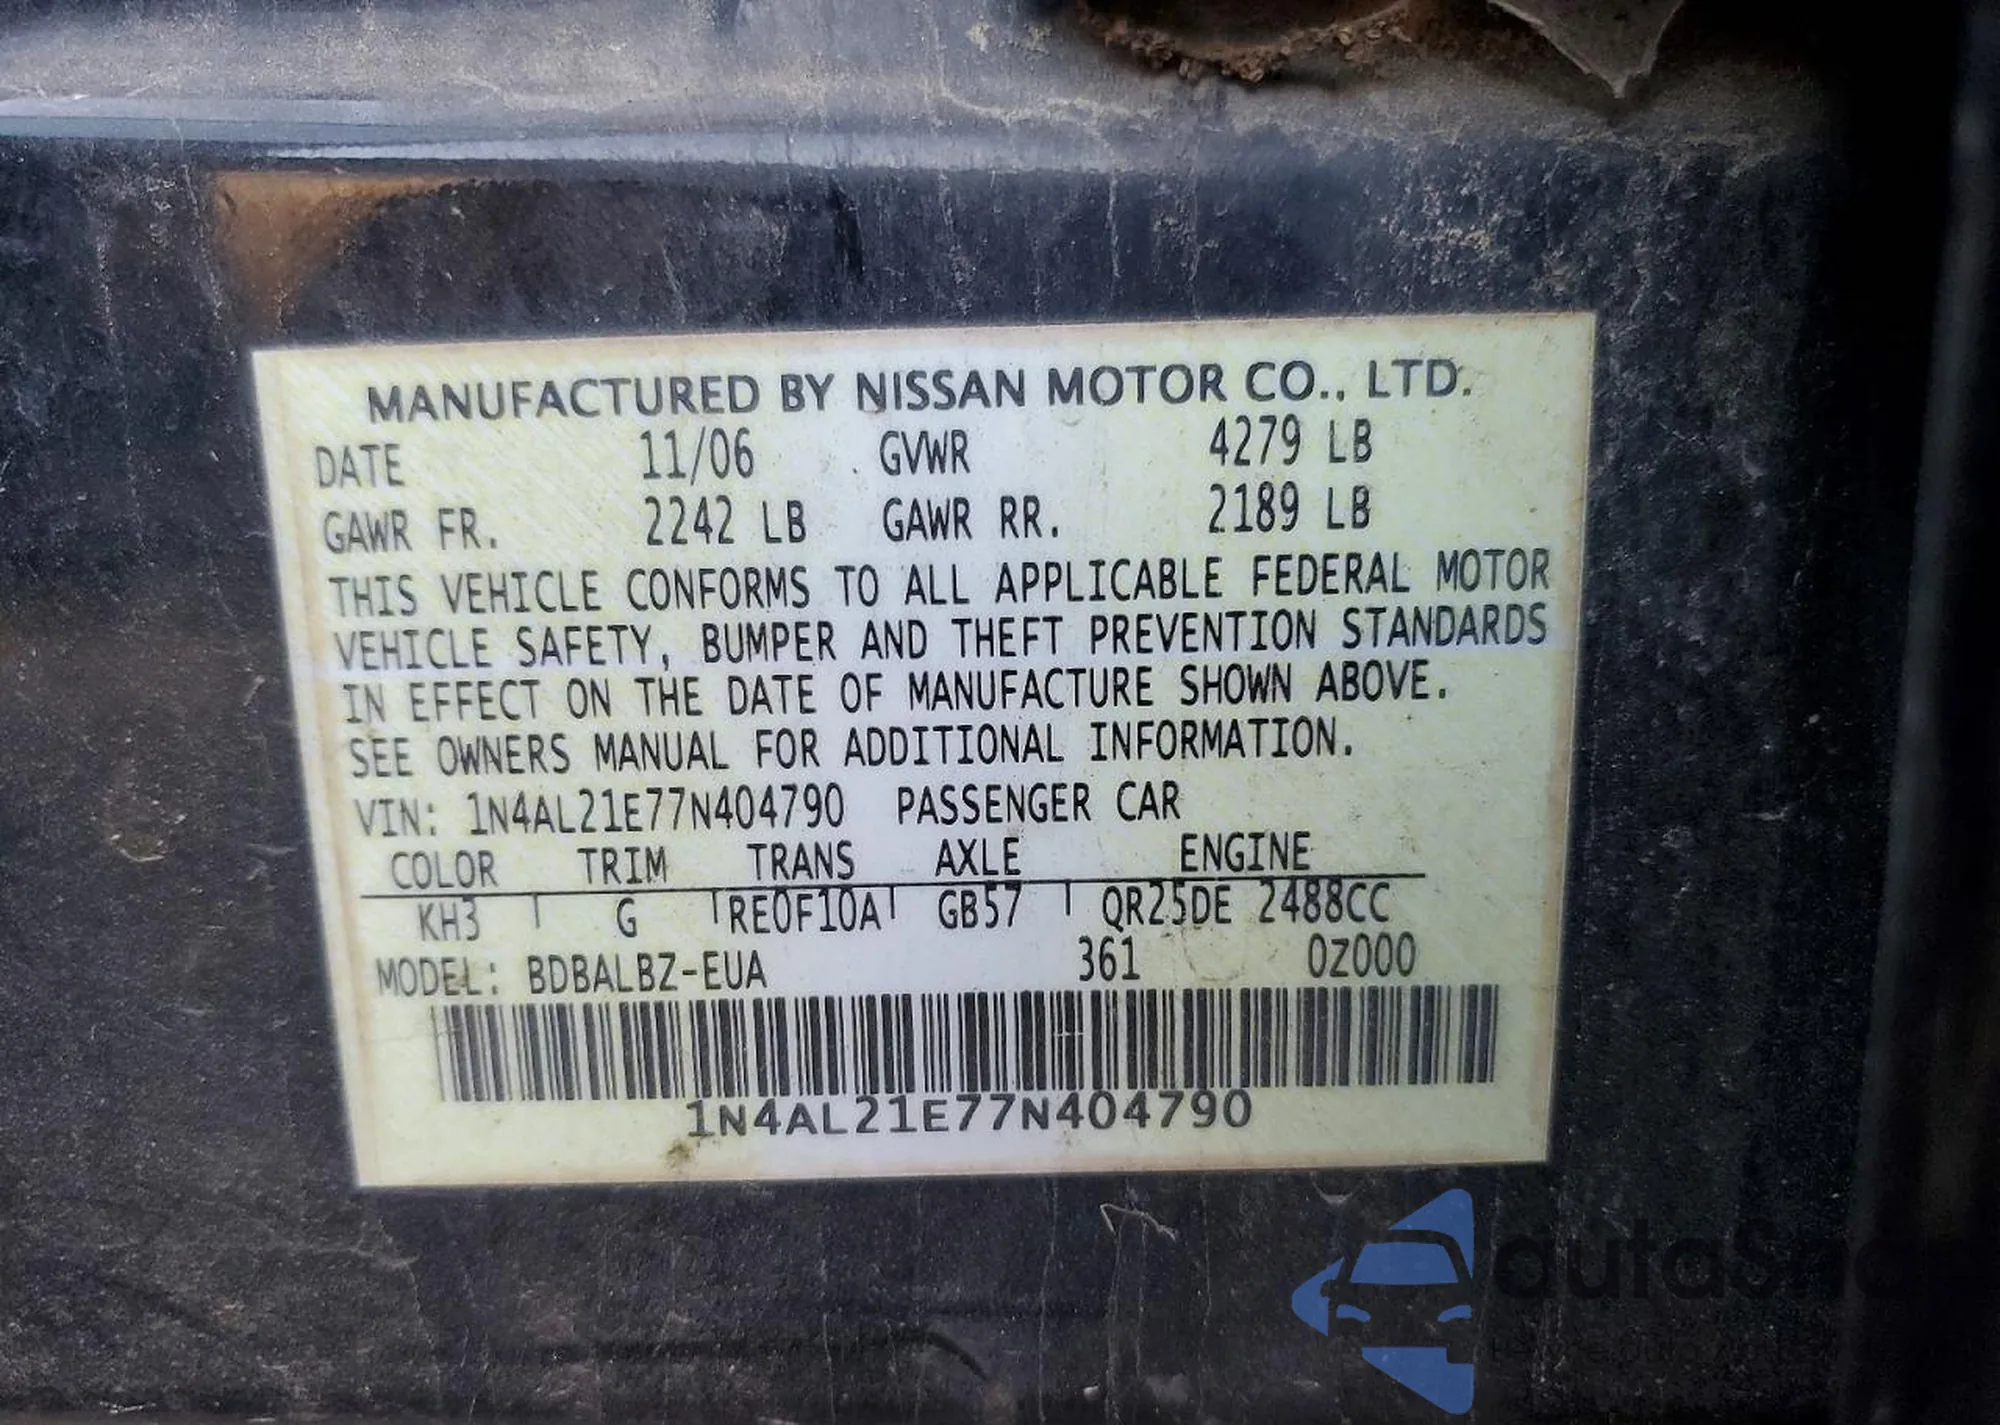 MANUFACTURED BY NISSAN MOTOR CO., LTD.
DATE 11/06 GVWR 4279 LB
GAWR FR. 2242 LB GAWR RR. 2189 LB
THIS VEHICLE CONFORMS TO ALL APPLICABLE FEDERAL MOTOR
VEHICLE SAFETY, BUMPER AND THEFT PREVENTION STANDARDS
IN EFFECT ON THE DATE OF MANUFACTURE SHOWN ABOVE.
SEE OWNERS MANUAL FOR ADDITIONAL INFORMATION.
VIN: 1N4AL21E77N404790 PASSENGER CAR
COLOR TRIM TRANS AXLE ENGINE
KH3 G RE0F10A GB57 QR25DE 2488CC
MODEL: BDBALBZ-EUA 361 0Z000
1N4AL21E77N404790